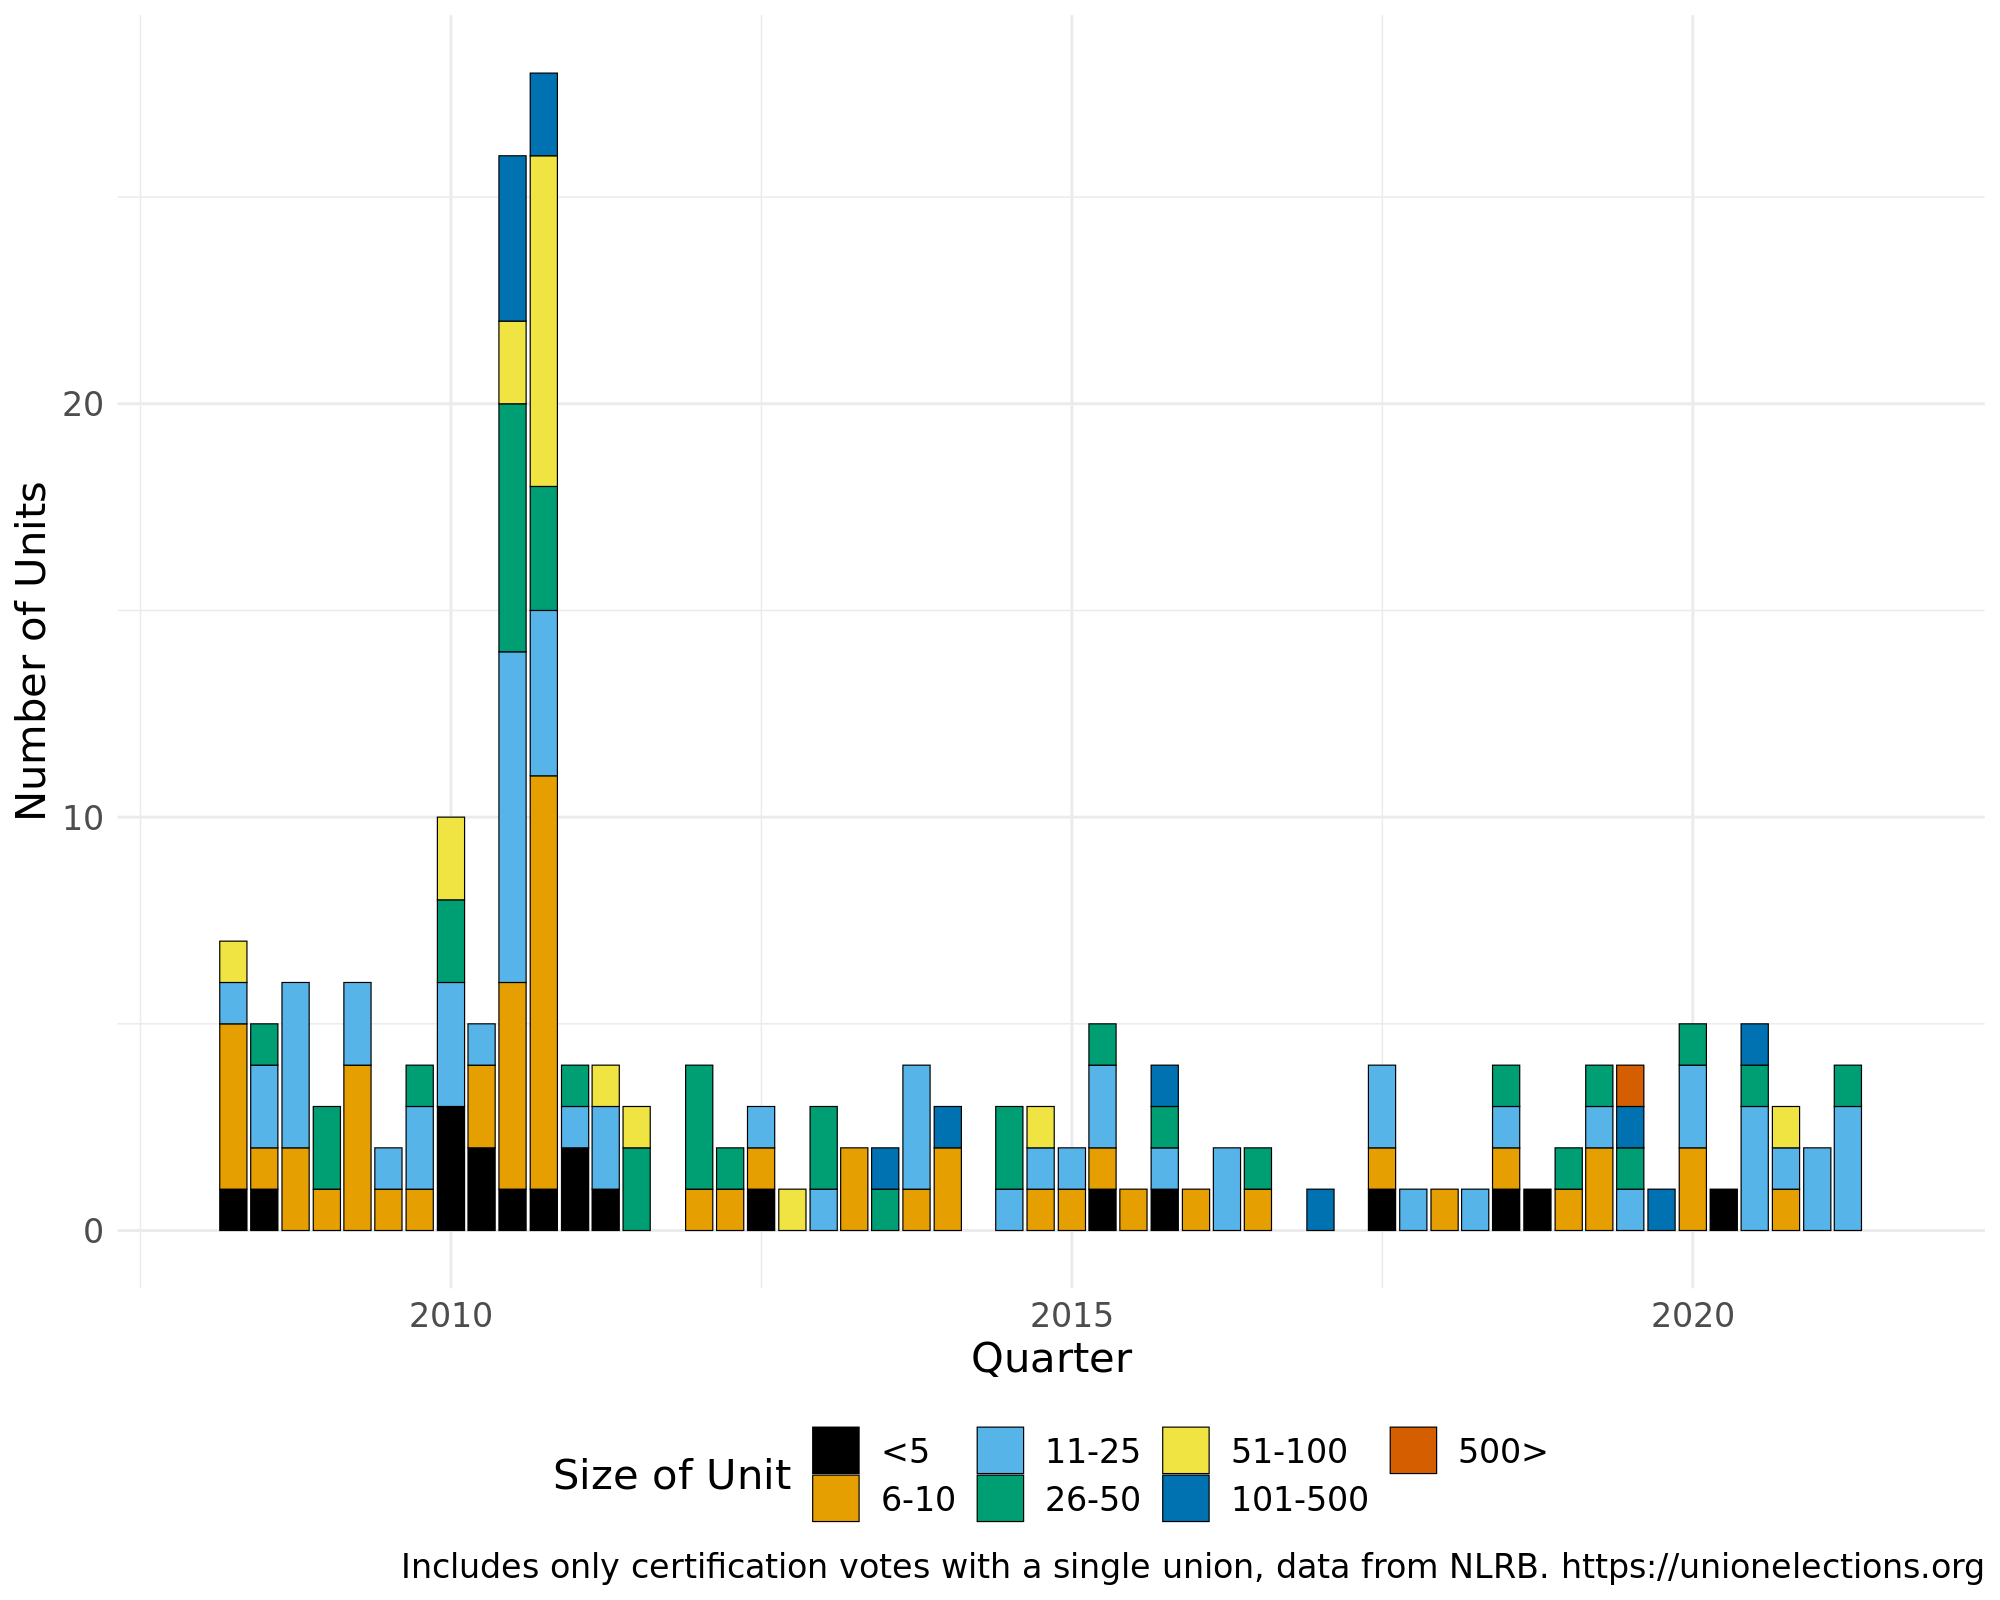 20
10
0
Number of Units
2010 2015 2020
Quarter
Size of Unit
<5 11-25 51-100 500>
6-10 26-50 101-500
Includes only certification votes with a single union, data from NLRB. https://unionelections.org